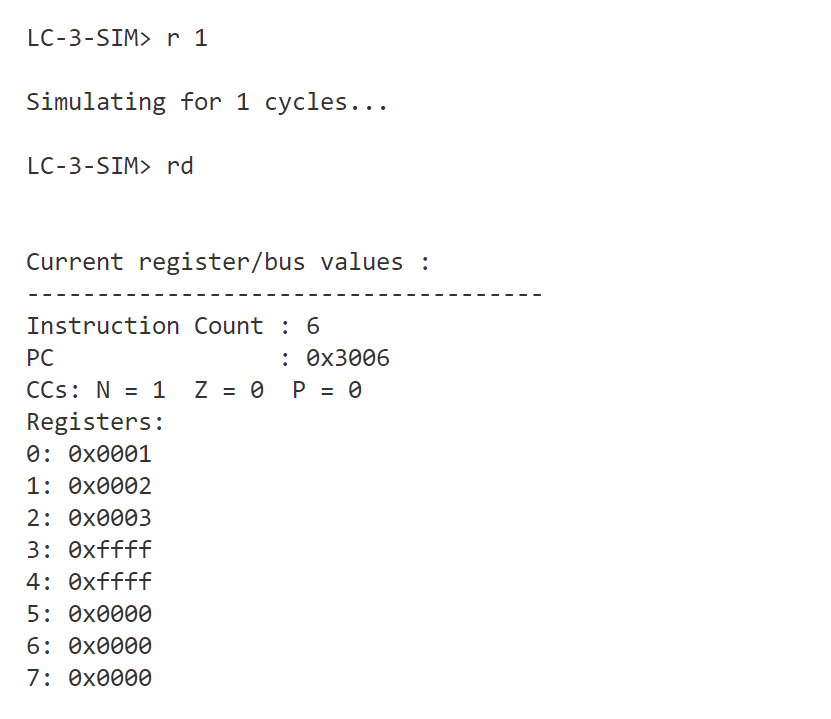 LC-3-SIM> r 1
Simulating for 1 cycles...
LC-3-SIM> rd
Current register/bus values :
-------------------------------------
Instruction Count : 6
PC                : 0x3006
CCs: N = 1  Z = 0  P = 0
Registers:
0: 0x0001
1: 0x0002
2: 0x0003
3: 0xffff
4: 0xffff
5: 0x0000
6: 0x0000
7: 0x0000